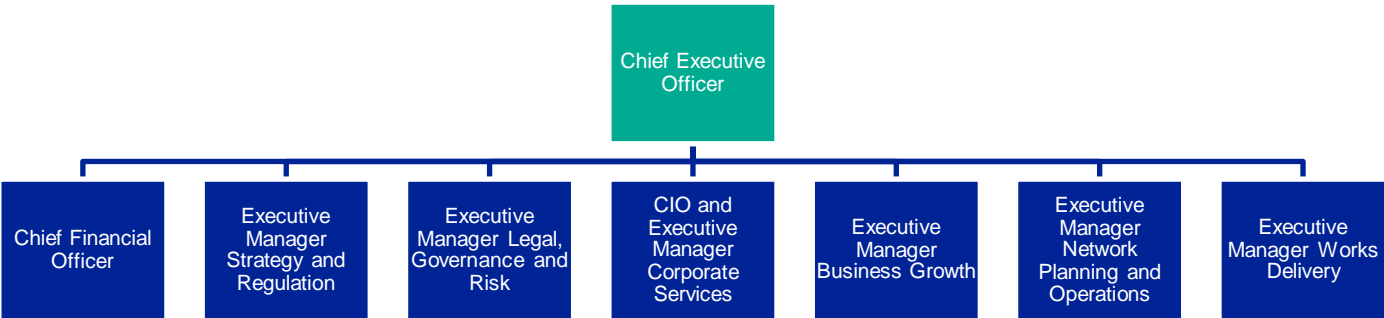 Chief Executive
Officer
Chief Financial
Officer
Executive
Manager
Strategy and
Regulation
Executive
Manager Legal,
Governance and
Risk
CIO and
Executive
Manager
Corporate
Services
Executive
Manager
Business Growth
Executive
Manager
Network
Planning and
Operations
Executive
Manager Works
Delivery